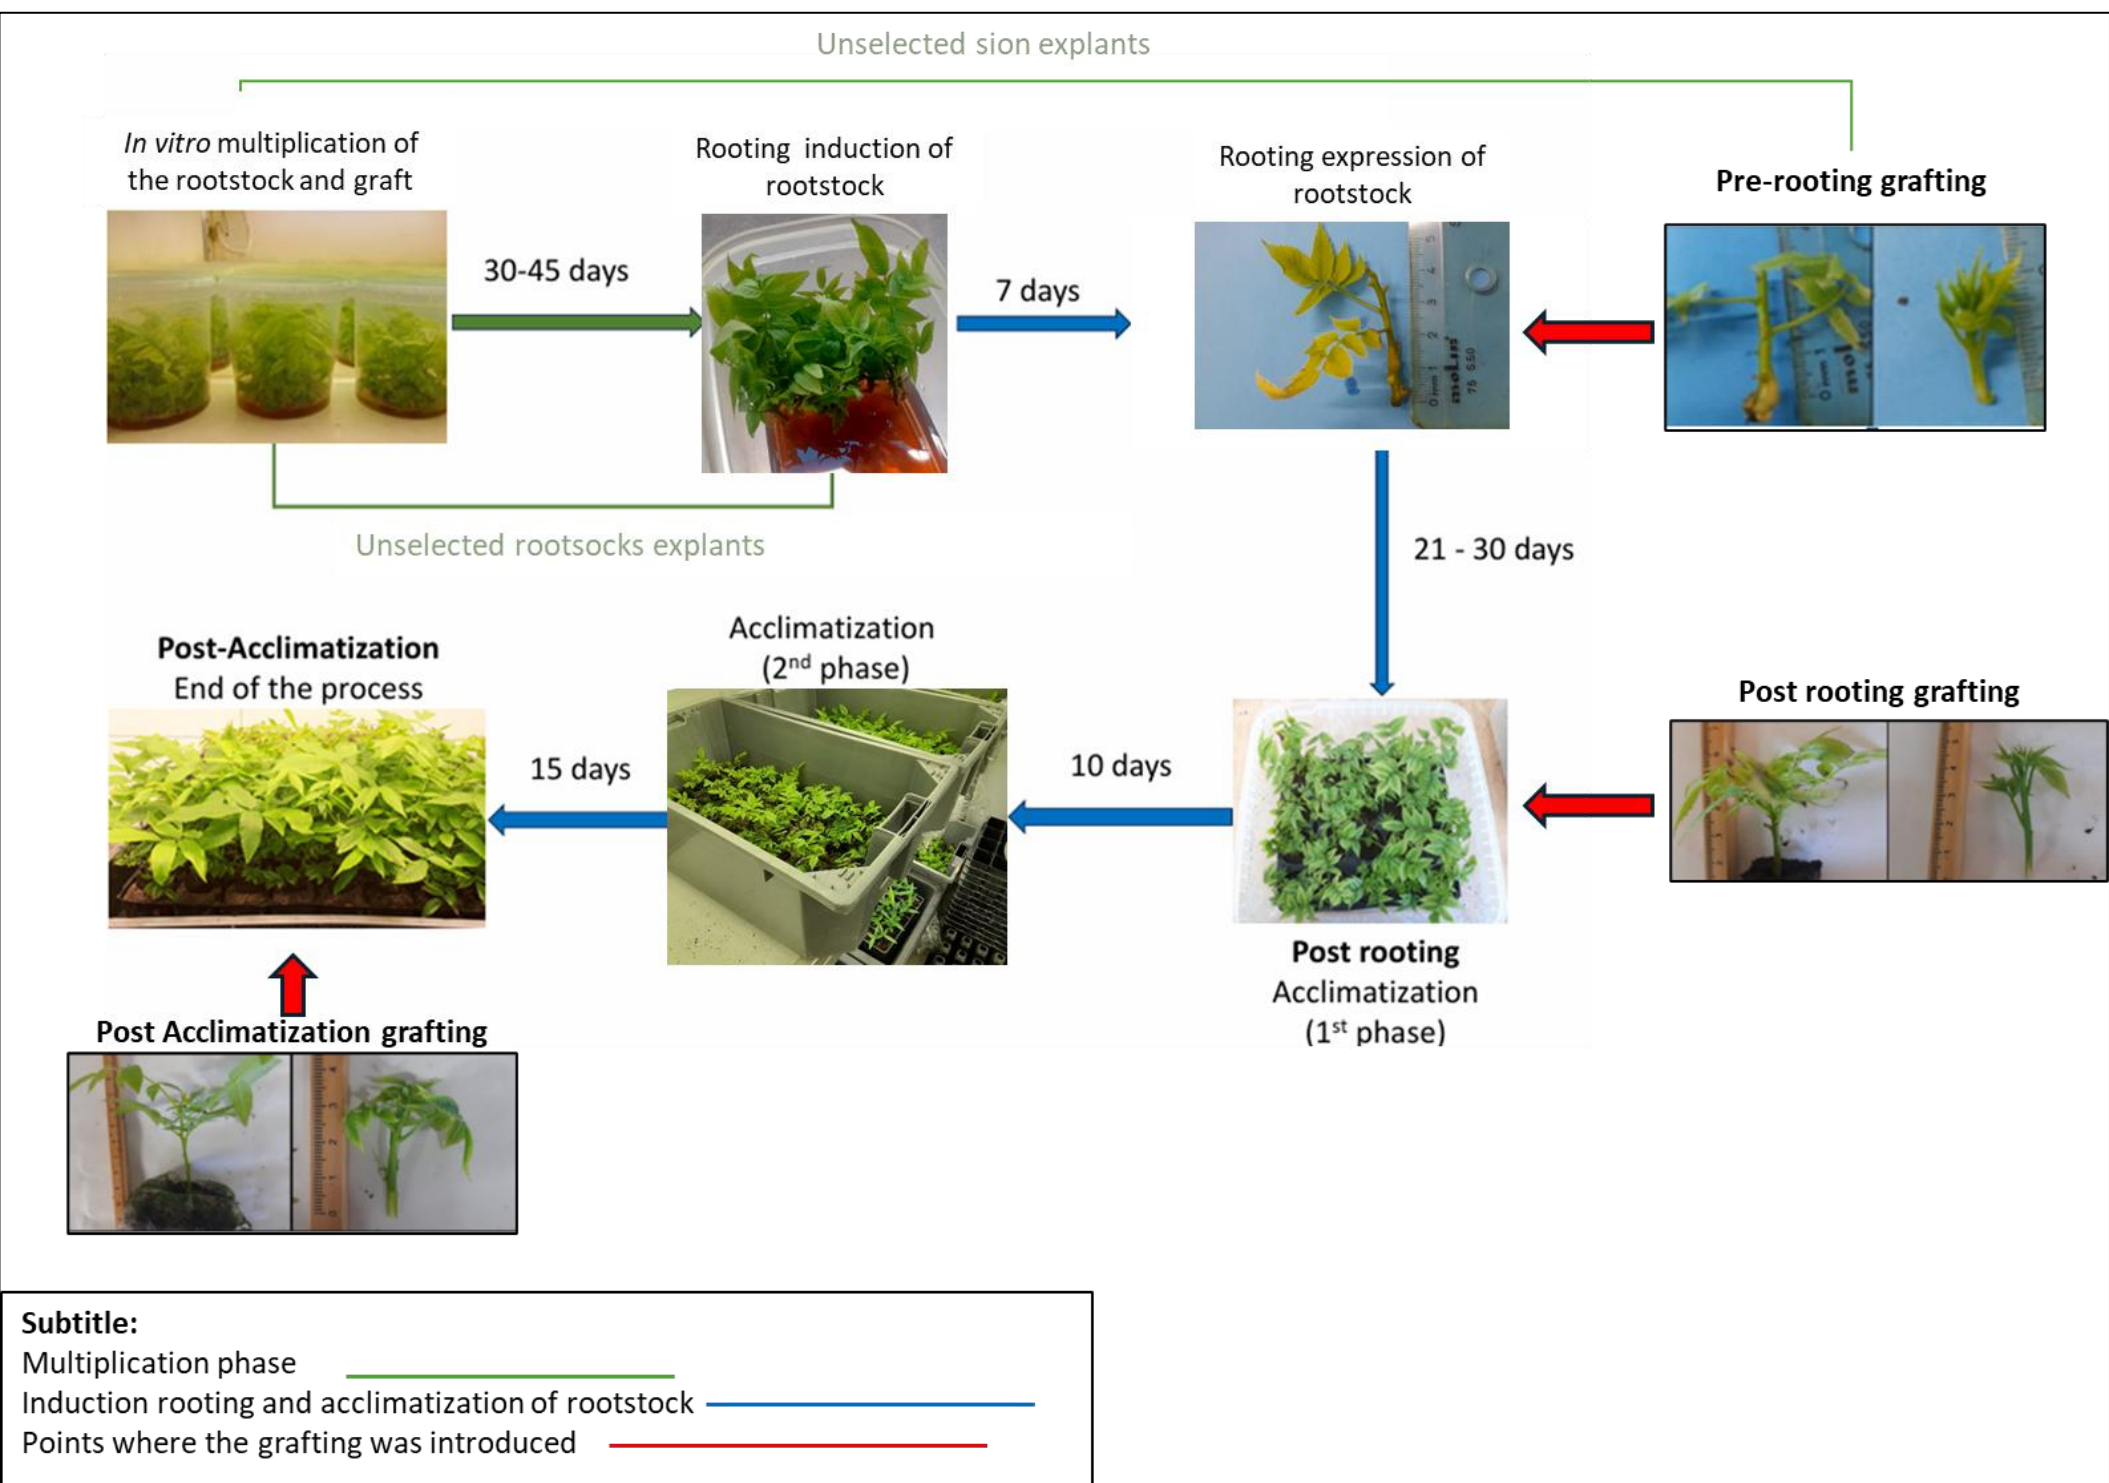 Unselected sion explants
In vitro multiplication of
the rootstock and graft
30-45 days
Rooting induction of
rootstock
7 days
Rooting expression of
rootstock
Pre-rooting grafting
Unselected rootsocks explants
21 - 30 days
Post-Acclimatization
End of the process
15 days
Acclimatization
(2nd phase)
10 days
Post rooting
Acclimatization
(1st phase)
Post rooting grafting
Post Acclimatization grafting
Subtitle:
Multiplication phase
Induction rooting and acclimatization of rootstock
Points where the grafting was introduced